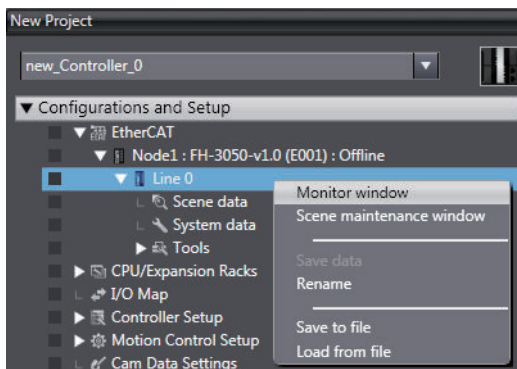 New Project
new_Controller_0
Configurations and Setup
EtherCAT
Node1 : FH-3050-v1.0 (E001) : Offline
Line 0
Scene data
System data
Tools
CPU/Expansion Racks
I/O Map
Controller Setup
Motion Control Setup
Cam Data Settings
Monitor window
Scene maintenance window
Save data
Rename
Save to file
Load from file